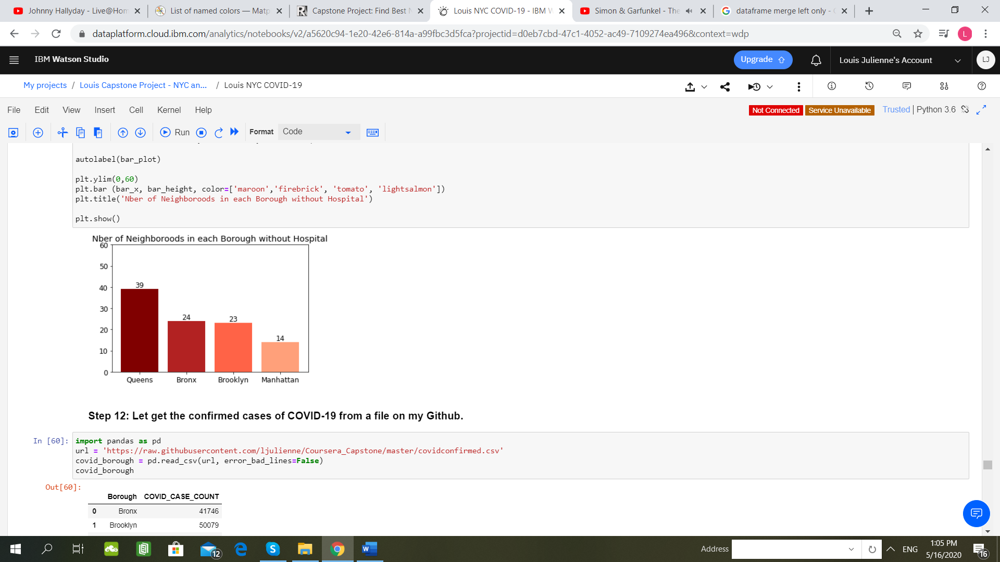 Johnny Hallyday - Live@Hom
List of named colors — Matp
Capstone Project: Find Best N
Louis NYC COVID-19 - IBM W
Simon & Garfunkel - The
dataframe merge left only - G
dataplatform.cloud.ibm.com/analytics/notebooks/v2/a5620c94-1e20-42e6-814a-a99fbc3d5fca?projectid=d0eb7cbd-47c1-4052-ac49-7109274ea496&context=wdp
L
IBM Watson Studio
Upgrade
Louis Julienne's Account
LJ
My projects / Louis Capstone Project - NYC an... / Louis NYC COVID-19
File Edit View Insert Cell Kernel Help
Not Connected Service Unavailable Trusted | Python 3.6
Run Format Code
autolabel(bar_plot)
plt.ylim(0,60)
plt.bar (bar_x, bar_height, color=['maroon','firebrick', 'tomato', 'lightsalmon'])
plt.title('Nber of Neighboroods in each Borough without Hospital')
plt.show()
Nber of Neighboroods in each Borough without Hospital
60
50
40
30
20
10
0
39
24
23
14
Queens Bronx Brooklyn Manhattan
Step 12: Let get the confirmed cases of COVID-19 from a file on my Github.
In [60]:
import pandas as pd
url = 'https://raw.githubusercontent.com/ljulienne/Coursera_Capstone/master/covidconfirmed.csv'
covid_borough = pd.read_csv(url, error_bad_lines=False)
covid_borough
Out[60]:
Borough COVID_CASE_COUNT
0 Bronx 41746
1 Brooklyn 50079
12
Address
ENG
1:05 PM
5/16/2020
16